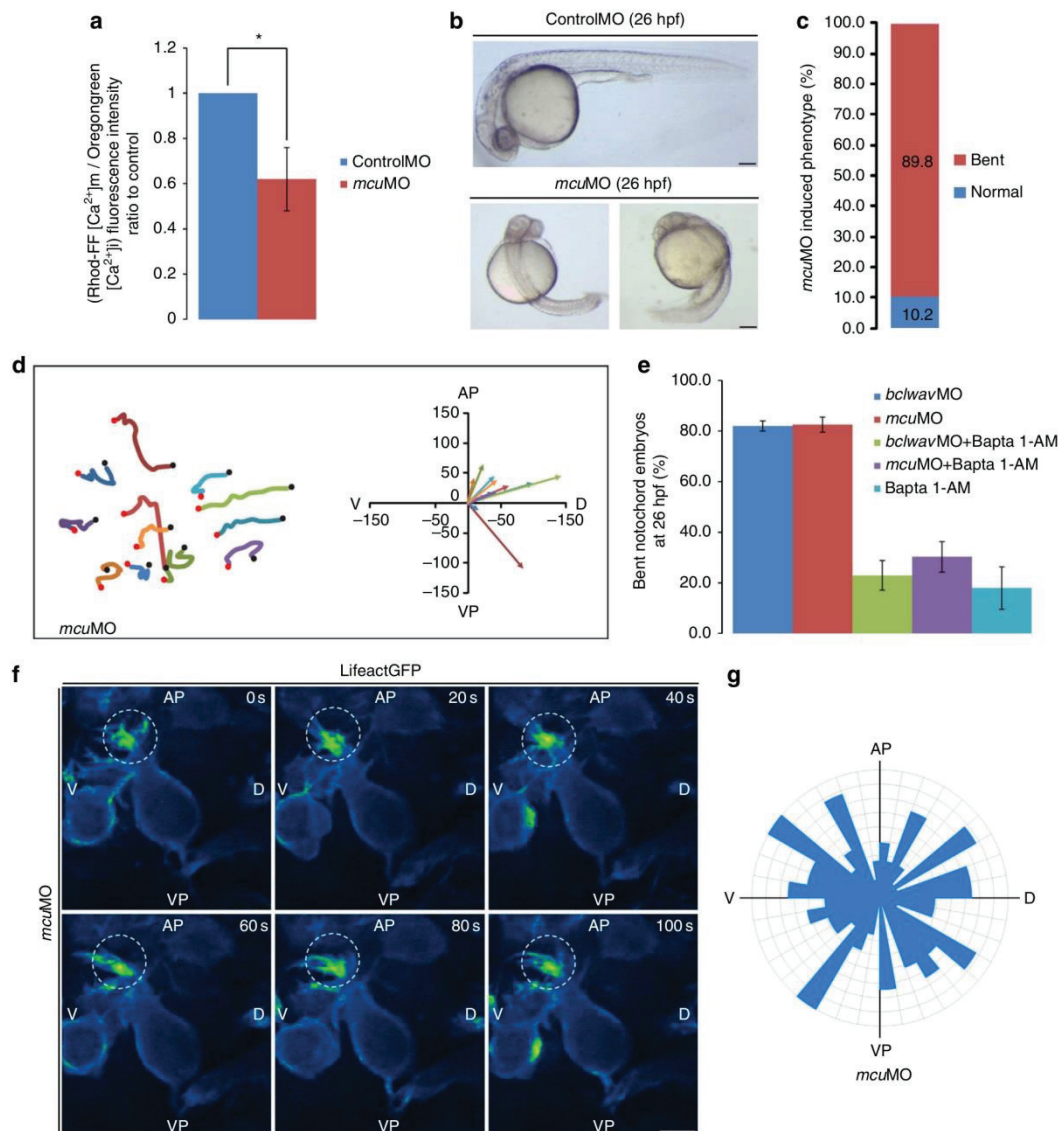 a
(Rhod-FF [Ca²⁺]m / Oregongreen
[Ca²⁺]i) fluorescence intensity
ratio to control
1.2
1
0.8
0.6
0.4
0.2
0
*
ControlMO
mcuMO
b
ControlMO (26 hpf)
mcuMO (26 hpf)
c
mcuMO induced phenotype (%)
100.0
90.0
80.0
70.0
60.0
50.0
40.0
30.0
20.0
10.0
0.0
89.8
10.2
Bent
Normal
d
mcuMO
AP
150
100
50
0
−50
−100
−150
VP
V
D
−150
−50
−50
−150
e
Bent notochord embryos
at 26 hpf (%)
100.0
80.0
60.0
40.0
20.0
0.0
bclwavMO
mcuMO
bclwavMO+Bapta 1-AM
mcuMO+Bapta 1-AM
Bapta 1-AM
f
LifeactGFP
mcuMO
AP 0 s
AP 20 s
AP 40 s
V
D
VP
VP
VP
AP 60 s
AP 80 s
AP 100 s
V
D
VP
VP
VP
g
AP
V
D
VP
mcuMO